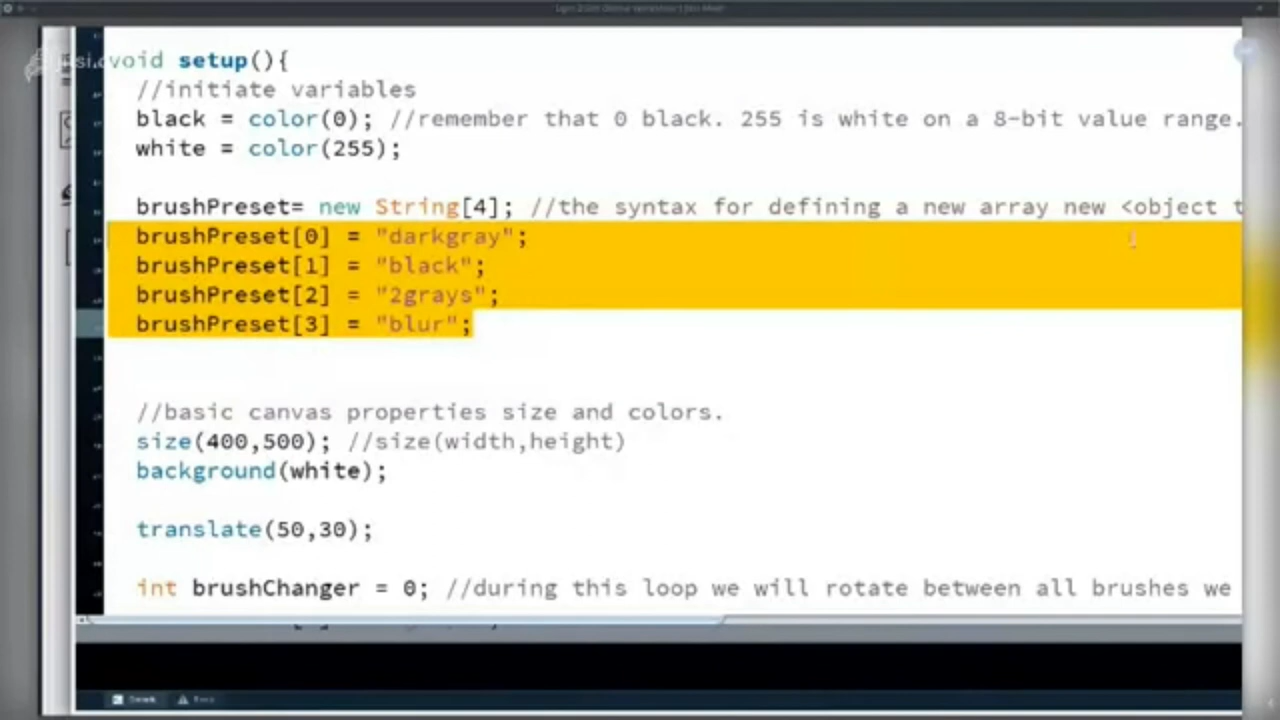 void setup(){
//initiate variables
black = color(0); //remember that 0 black. 255 is white on a 8-bit value range.
white = color(255);
brushPreset= new String[4]; //the syntax for defining a new array new <object t
brushPreset[0] = "darkgray";
brushPreset[1] = "black";
brushPreset[2] = "2grays";
brushPreset[3] = "blur";
//basic canvas properties size and colors.
size(400,500); //size(width,height)
background(white);
translate(50,30);
int brushChanger = 0; //during this loop we will rotate between all brushes we